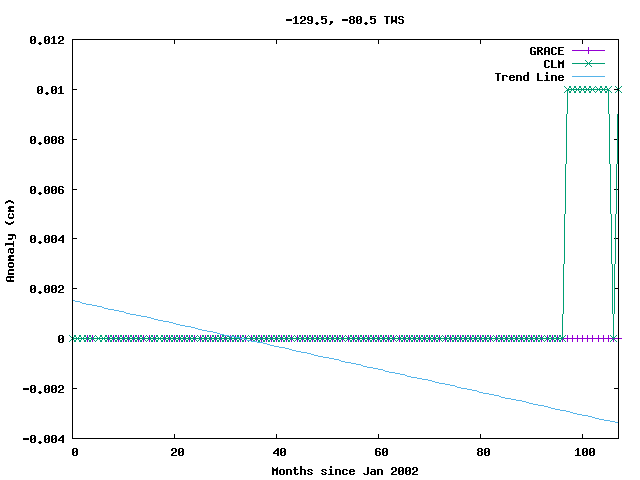 -129.5, -80.5 TWS
0.012
0.01
0.008
0.006
0.004
0.002
0
-0.002
-0.004
Anomaly (cm)
GRACE
CLM
Trend Line
0 20 40 60 80 100
Months since Jan 2002